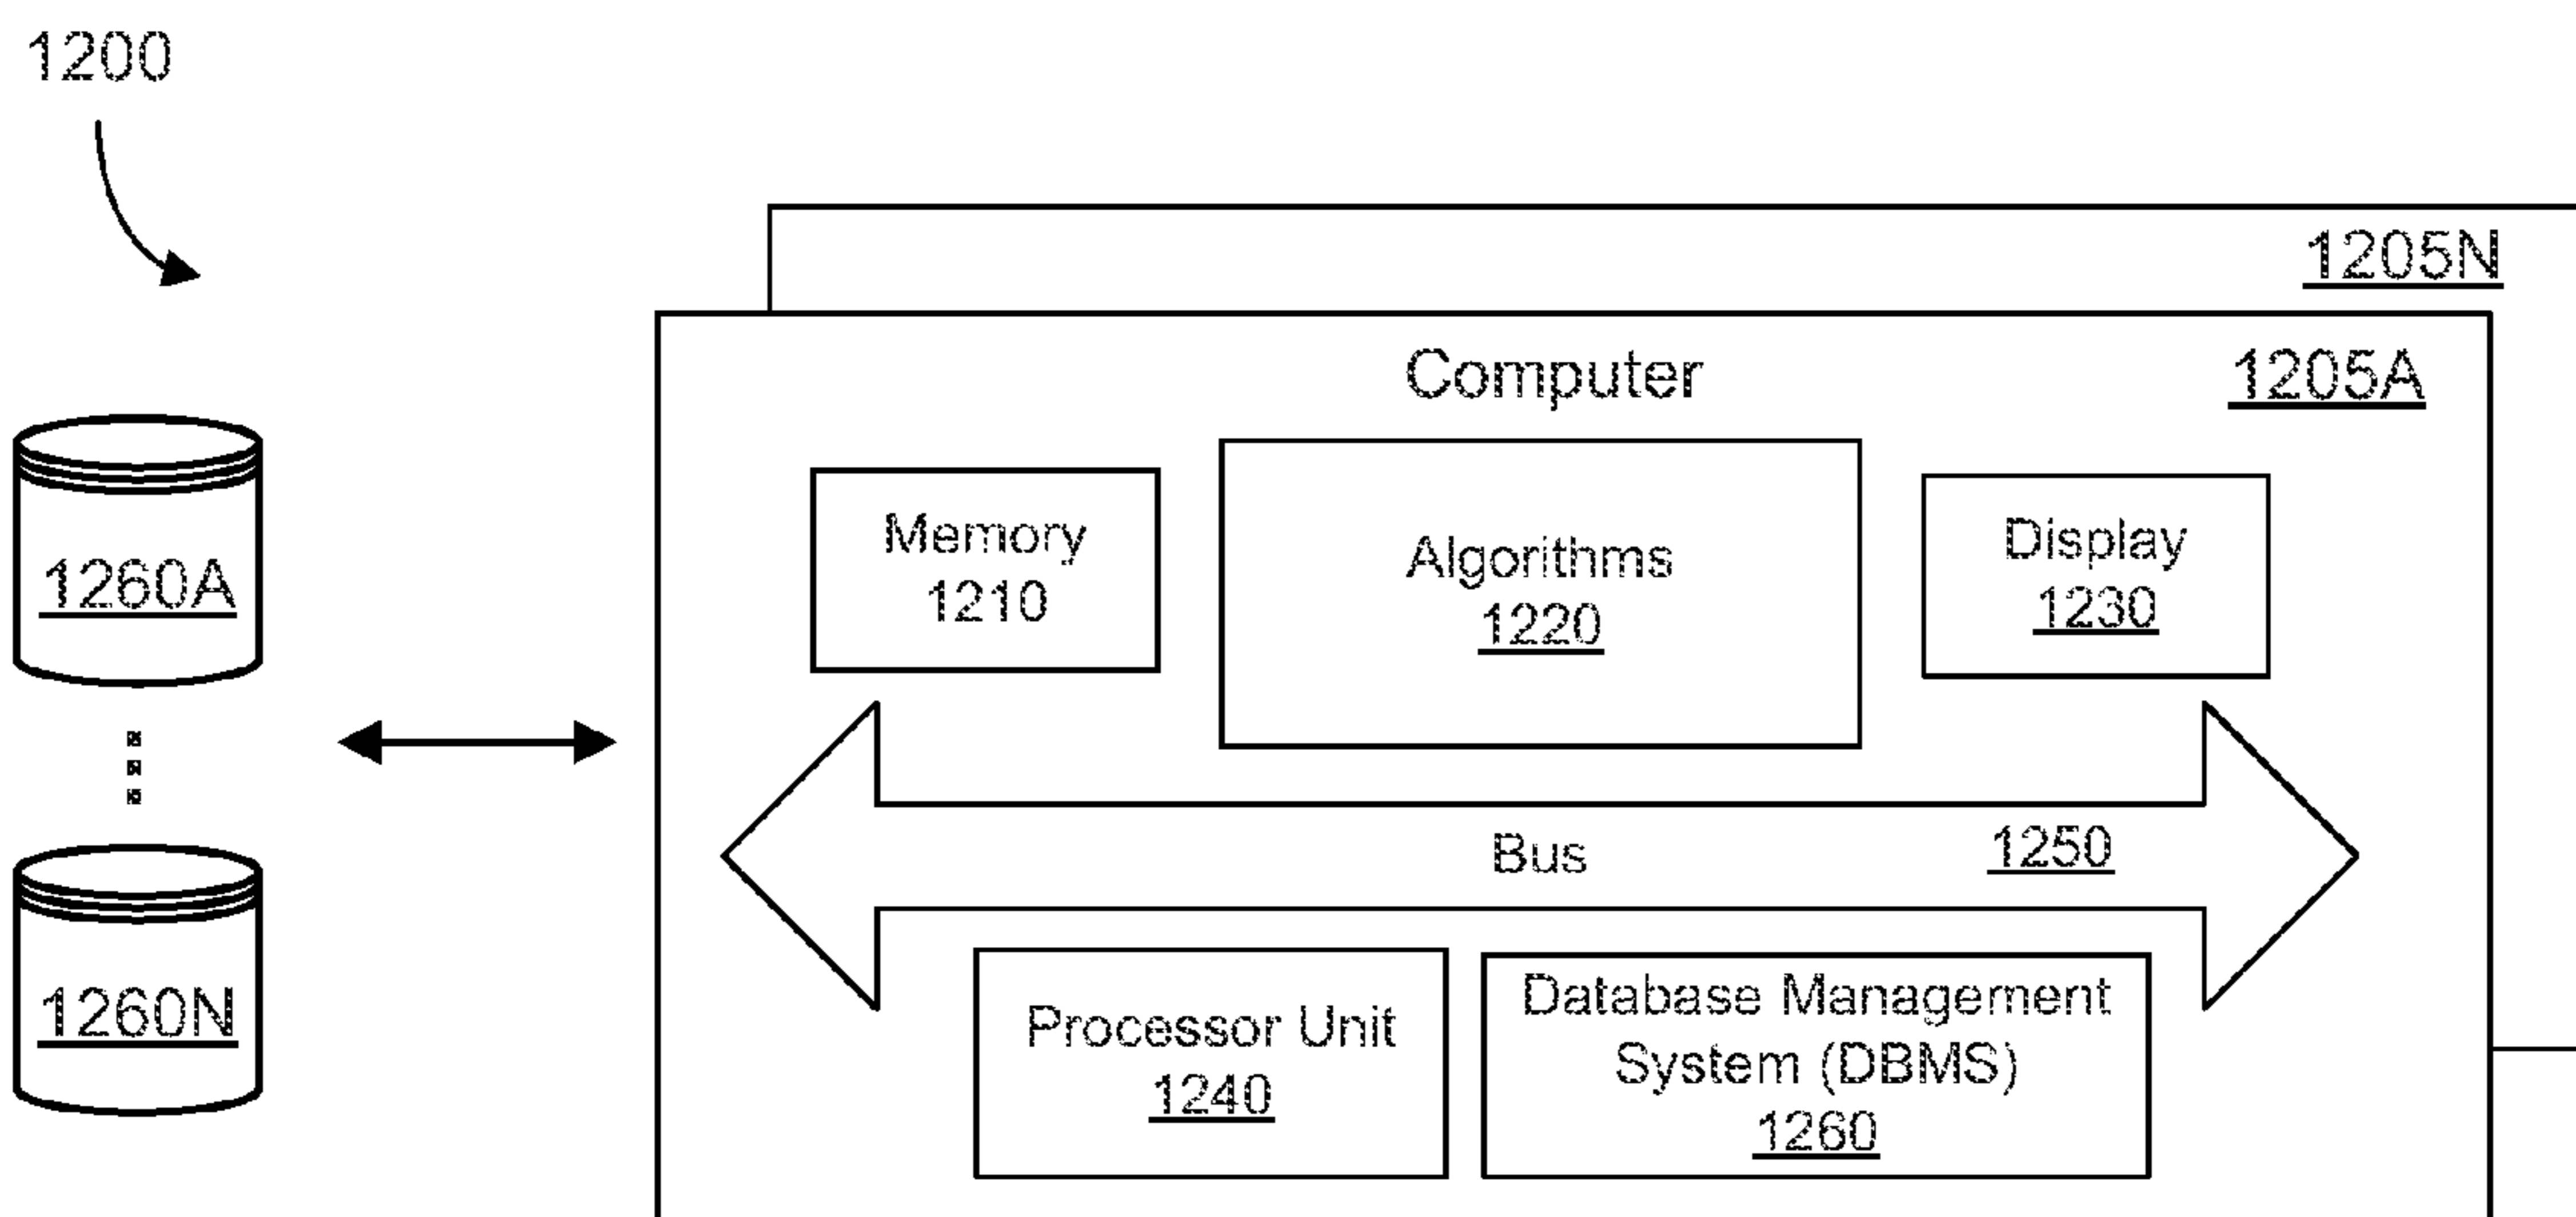 1200
1205N
Computer
1205A
Memory
1210
Algorithms
1220
Display
1230
1260A
Bus
1250
1260N
Processor Unit
1240
Database Management
System (DBMS)
1260